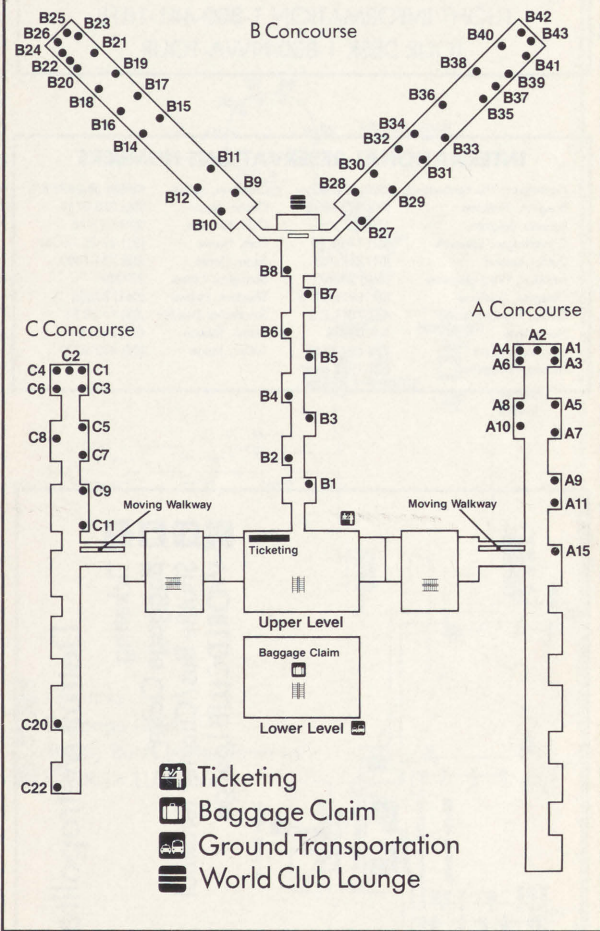 B Concourse
B25
B23
B26
B24
B21
B22
B19
B20
B17
B18
B15
B16
B14
B11
B9
B12
B10
B42
B40
B43
B41
B38
B39
B37
B36
B35
B34
B33
B32
B31
B30
B28
B29
B27
B8
B7
B6
B5
B4
B3
B2
B1
C Concourse
C2
C4
C1
C6
C3
C5
C8
C7
C9
C11
Moving Walkway
C20
C22
A Concourse
A2
A4
A1
A6
A3
A8
A5
A10
A7
A9
A11
A15
Moving Walkway
Ticketing
Upper Level
Baggage Claim
Lower Level
Ticketing
Baggage Claim
Ground Transportation
World Club Lounge